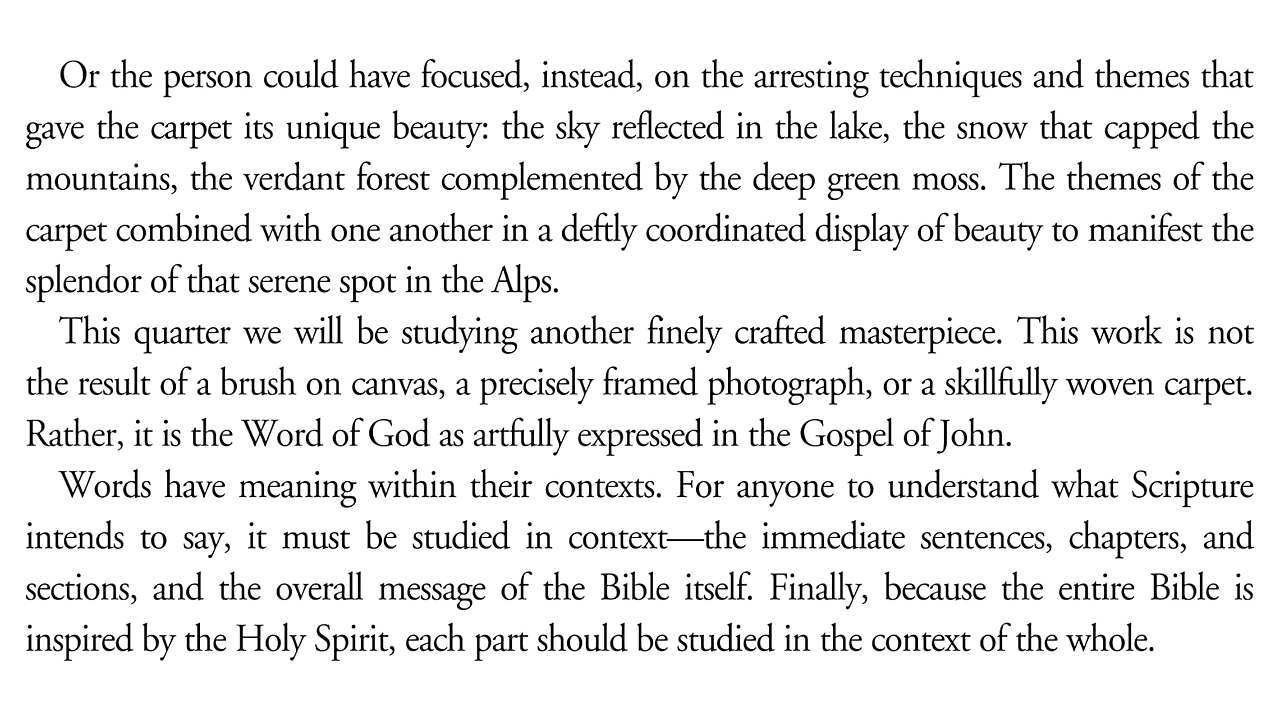 Or the person could have focused, instead, on the arresting techniques and themes that
gave the carpet its unique beauty: the sky reflected in the lake, the snow that capped the
mountains, the verdant forest complemented by the deep green moss. The themes of the
carpet combined with one another in a deftly coordinated display of beauty to manifest the
splendor of that serene spot in the Alps.
This quarter we will be studying another finely crafted masterpiece. This work is not
the result of a brush on canvas, a precisely framed photograph, or a skillfully woven carpet.
Rather, it is the Word of God as artfully expressed in the Gospel of John.
Words have meaning within their contexts. For anyone to understand what Scripture
intends to say, it must be studied in context—the immediate sentences, chapters, and
sections, and the overall message of the Bible itself. Finally, because the entire Bible is
inspired by the Holy Spirit, each part should be studied in the context of the whole.